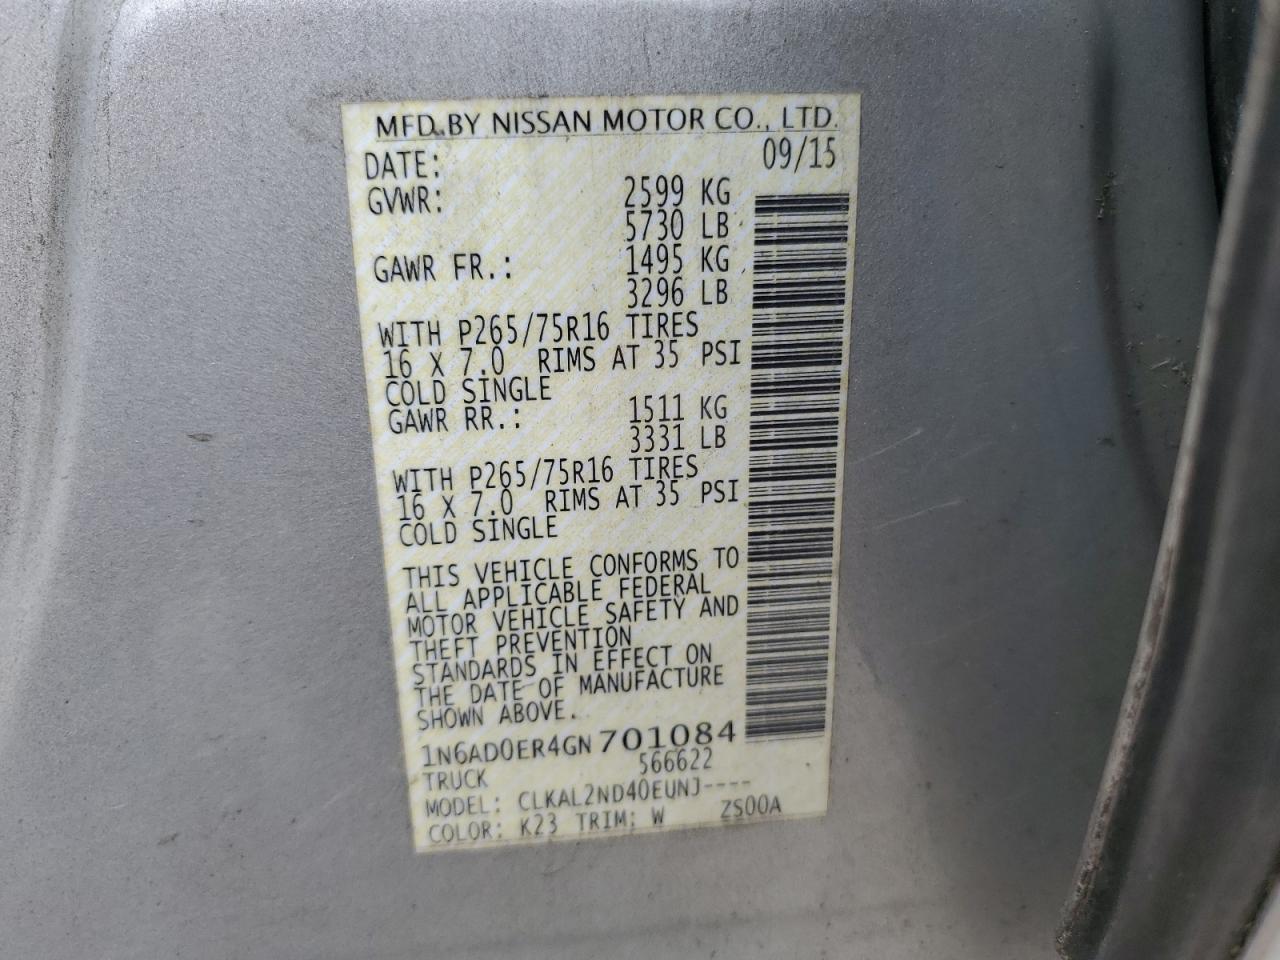 MFD. BY NISSAN MOTOR CO., LTD.
DATE: 09/15
GVWR: 2599 KG
5730 LB
GAWR FR.: 1495 KG
3296 LB
WITH P265/75R16 TIRES
16 X 7.0 RIMS AT 35 PSI
COLD SINGLE
GAWR RR.: 1511 KG
3331 LB
WITH P265/75R16 TIRES
16 X 7.0 RIMS AT 35 PSI
COLD SINGLE
THIS VEHICLE CONFORMS TO
ALL APPLICABLE FEDERAL
MOTOR VEHICLE SAFETY AND
THEFT PREVENTION
STANDARDS IN EFFECT ON
THE DATE OF MANUFACTURE
SHOWN ABOVE.
1N6AD0ER4GN701084
TRUCK 566622
MODEL: CLKAL2ND40EUNJ----
COLOR: K23 TRIM: W ZS00A